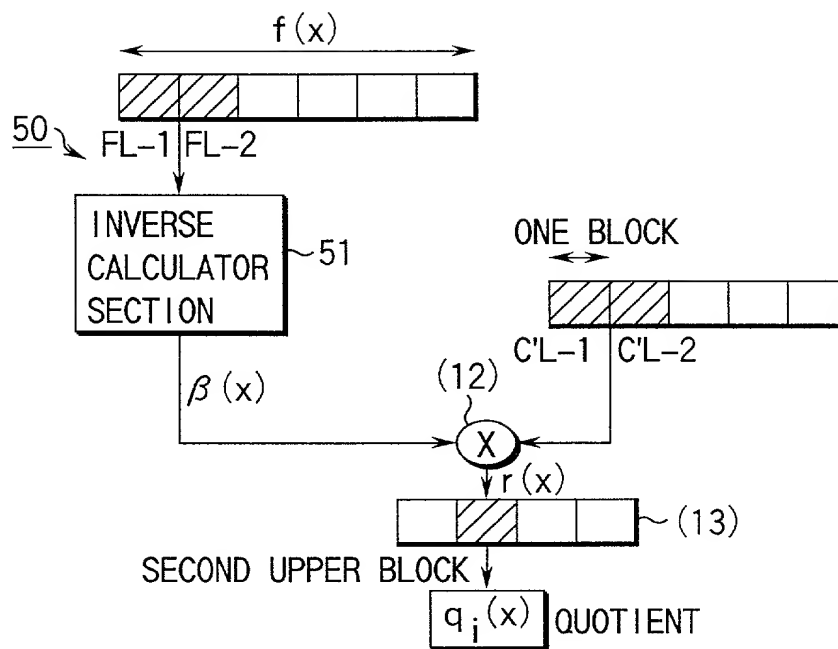 f(x)
50
FL-1 FL-2
INVERSE
CALCULATOR
SECTION
51
ONE BLOCK
C'L-1 C'L-2
β(x)
(12)
X
r(x)
(13)
SECOND UPPER BLOCK
qi(x) QUOTIENT